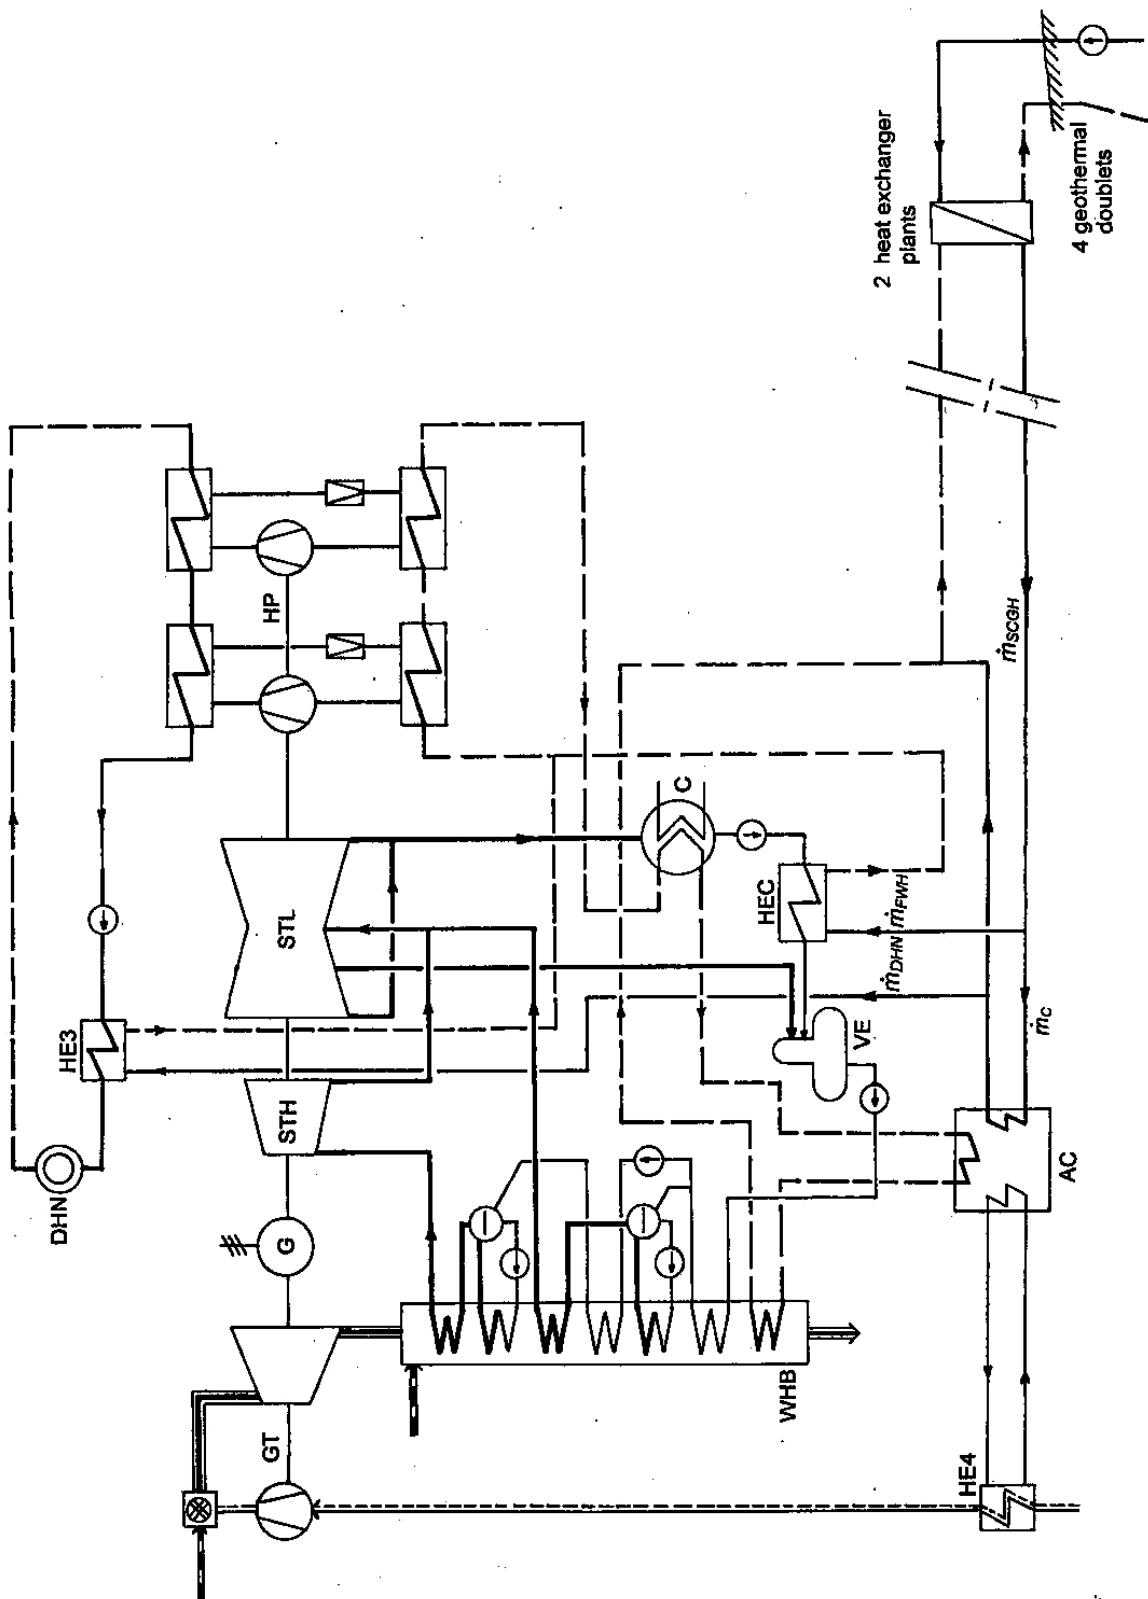 2 heat exchanger
plants
4 geothermal
doublets
HP
ṁSCGH
C
HEC
ṁDHN
ṁFWH
STL
HE3
VE
ṁC
STH
AC
DHN
G
WHB
GT
HE4